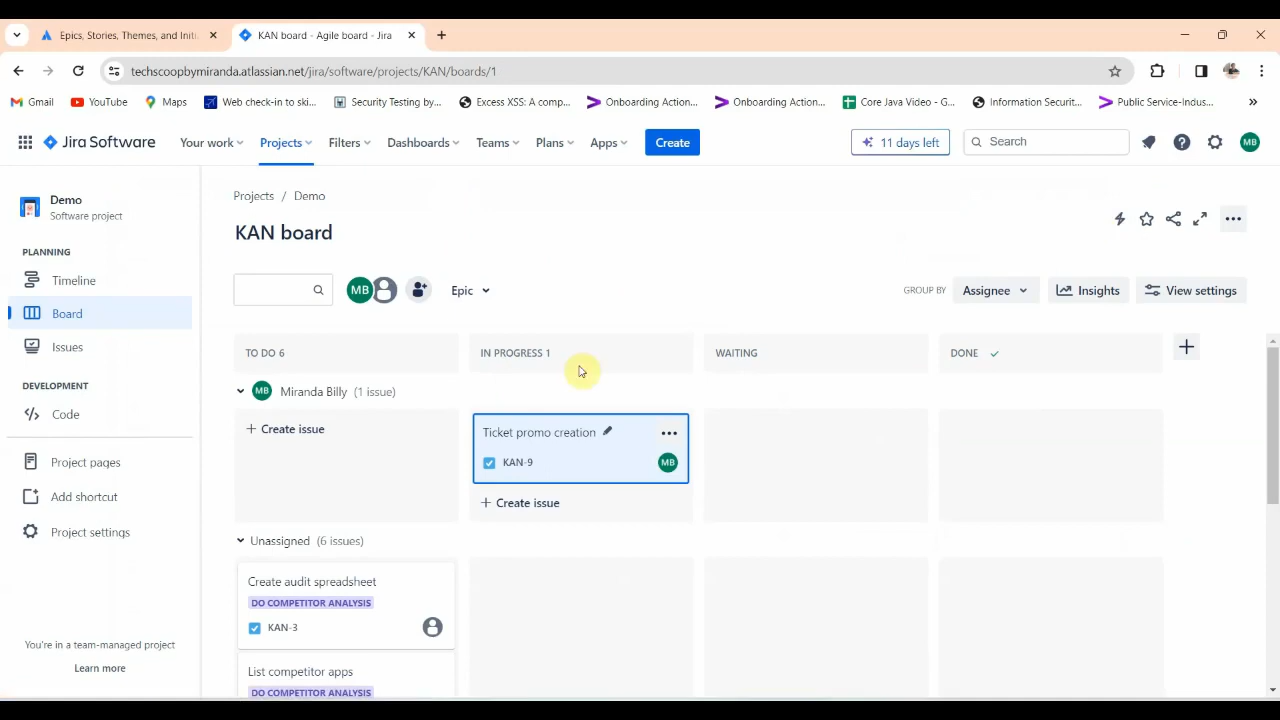 Epics, Stories, Themes, and Initi
KAN board - Agile board - Jira
techscoopbymiranda.atlassian.net/jira/software/projects/KAN/boards/1
Gmail
YouTube
Maps
Web check-in to ski...
Security Testing by...
Excess CSS: A comp...
Onboarding Action...
Onboarding Action...
Core Java Video - G...
Information Securit...
Public Service-Indus...
Jira Software
Your work
Projects
Filters
Dashboards
Teams
Plans
Apps
Create
11 days left
Search
MB
Demo
Software project
Projects / Demo
KAN board
PLANNING
Timeline
Board
Issues
DEVELOPMENT
Code
Project pages
Add shortcut
Project settings
You're in a team-managed project
Learn more
MB
Epic
GROUP BY
Assignee
Insights
View settings
TO DO 6
IN PROGRESS 1
WAITING
DONE
MB Miranda Billy (1 issue)
+ Create issue
Ticket promo creation
KAN-9
MB
+ Create issue
Unassigned (6 issues)
Create audit spreadsheet
DO COMPETITOR ANALYSIS
KAN-3
List competitor apps
DO COMPETITOR ANALYSIS